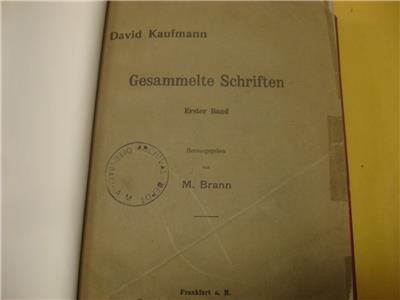 David Kaufmann
Gesammelte Schriften
Erster Band
Herausgegeben
von
M. Brann
Frankfurt a. M.